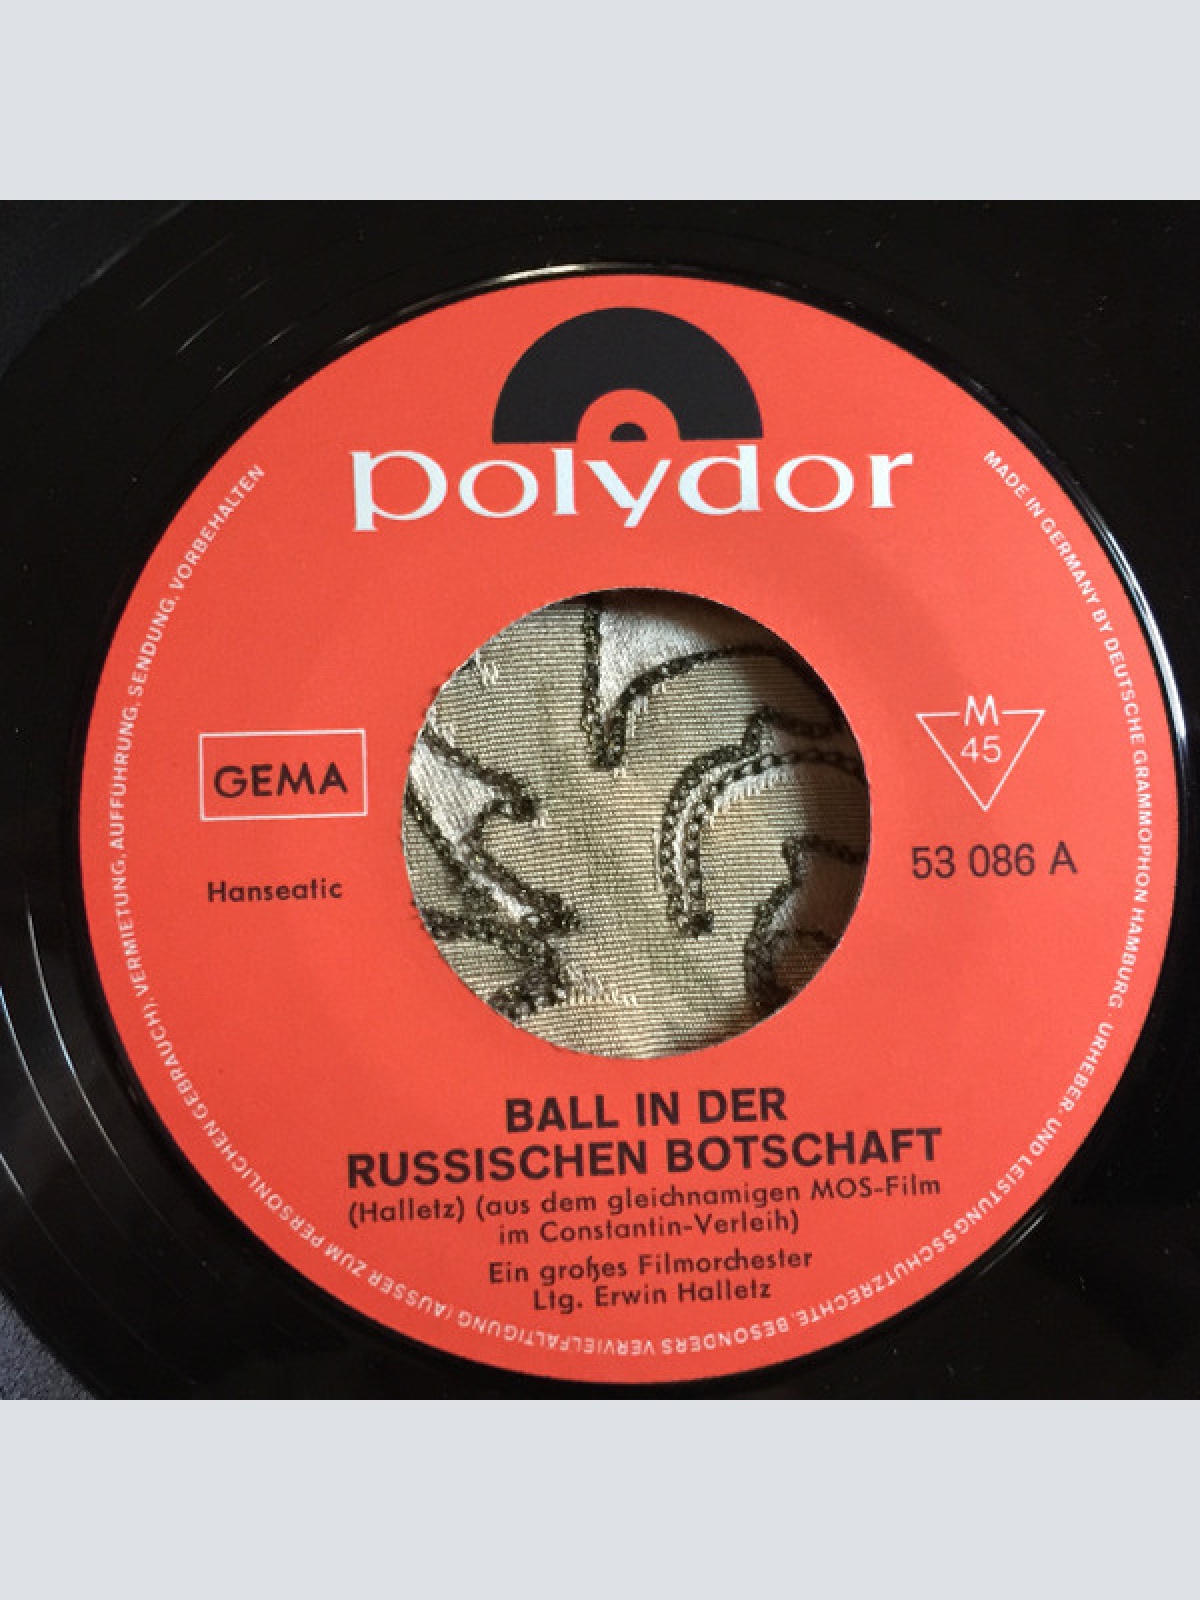 polydor
MADE IN GERMANY BY DEUTSCHE GRAMMOPHON HAMBURG · URHEBER- UND LEISTUNGSSCHUTZRECHTE, BESONDERS VERVIELFÄLTIGUNG (AUSSER ZUM PERSÖNLICHEN GEBRAUCH), VERMIETUNG, AUFFÜHRUNG, SENDUNG, VORBEHALTEN
GEMA
M
45
53 086 A
Hanseatic
BALL IN DER
RUSSISCHEN BOTSCHAFT
(Halletz) (aus dem gleichnamigen MOS-Film
im Constantin-Verleih)
Ein großes Filmorchester
Ltg. Erwin Halletz